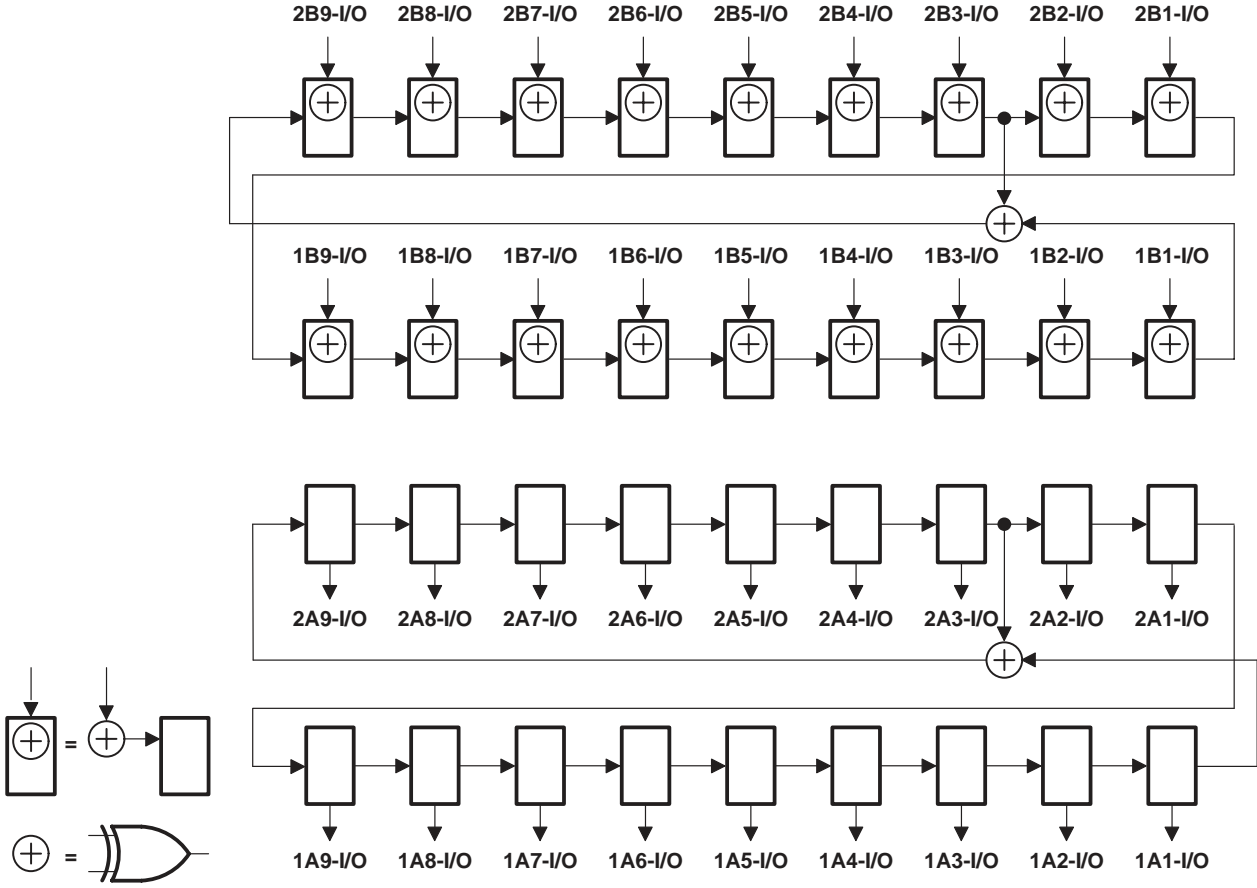 2B9-I/O 2B8-I/O 2B7-I/O 2B6-I/O 2B5-I/O 2B4-I/O 2B3-I/O 2B2-I/O 2B1-I/O
1B9-I/O 1B8-I/O 1B7-I/O 1B6-I/O 1B5-I/O 1B4-I/O 1B3-I/O 1B2-I/O 1B1-I/O
2A9-I/O 2A8-I/O 2A7-I/O 2A6-I/O 2A5-I/O 2A4-I/O 2A3-I/O 2A2-I/O 2A1-I/O
=
=
1A9-I/O 1A8-I/O 1A7-I/O 1A6-I/O 1A5-I/O 1A4-I/O 1A3-I/O 1A2-I/O 1A1-I/O